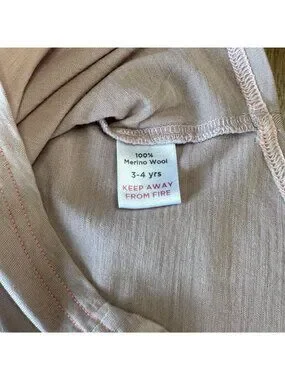 100%
Merino Wool
3-4 yrs
KEEP AWAY
FROM FIRE